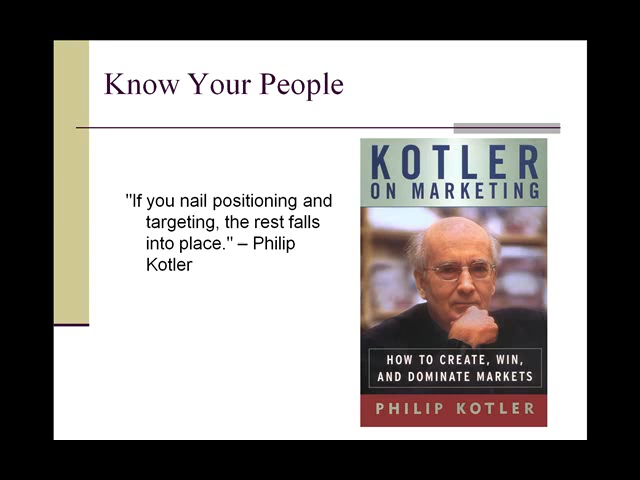 Know Your People
"If you nail positioning and
targeting, the rest falls
into place." – Philip
Kotler
KOTLER
ON MARKETING
HOW TO CREATE, WIN,
AND DOMINATE MARKETS
PHILIP KOTLER